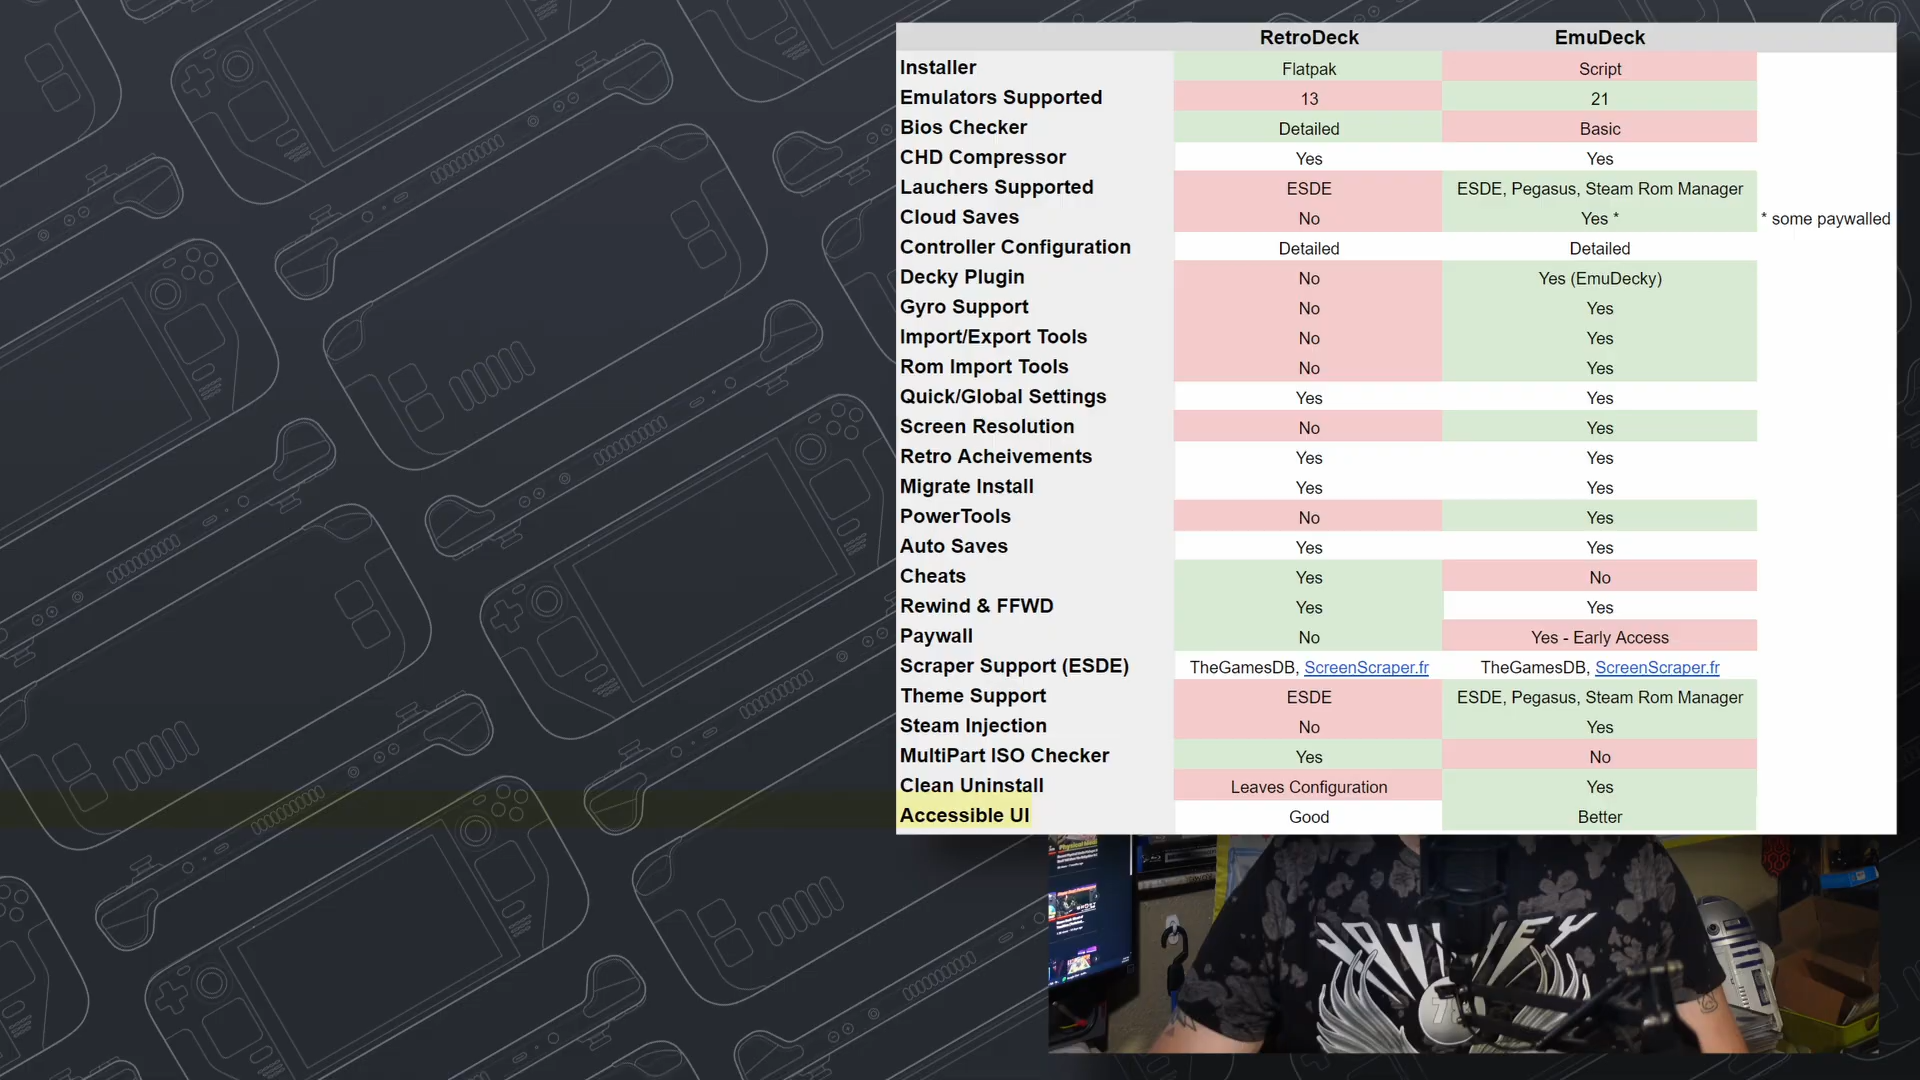 RetroDeck EmuDeck
Installer Flatpak Script
Emulators Supported 13 21
Bios Checker Detailed Basic
CHD Compressor Yes Yes
Lauchers Supported ESDE ESDE, Pegasus, Steam Rom Manager
Cloud Saves No Yes * * some paywalled
Controller Configuration Detailed Detailed
Decky Plugin No Yes (EmuDecky)
Gyro Support No Yes
Import/Export Tools No Yes
Rom Import Tools No Yes
Quick/Global Settings Yes Yes
Screen Resolution No Yes
Retro Acheivements Yes Yes
Migrate Install Yes Yes
PowerTools No Yes
Auto Saves Yes Yes
Cheats Yes No
Rewind & FFWD Yes Yes
Paywall No Yes - Early Access
Scraper Support (ESDE) TheGamesDB, ScreenScraper.fr TheGamesDB, ScreenScraper.fr
Theme Support ESDE ESDE, Pegasus, Steam Rom Manager
Steam Injection No Yes
MultiPart ISO Checker Yes No
Clean Uninstall Leaves Configuration Yes
Accessible UI Good Better